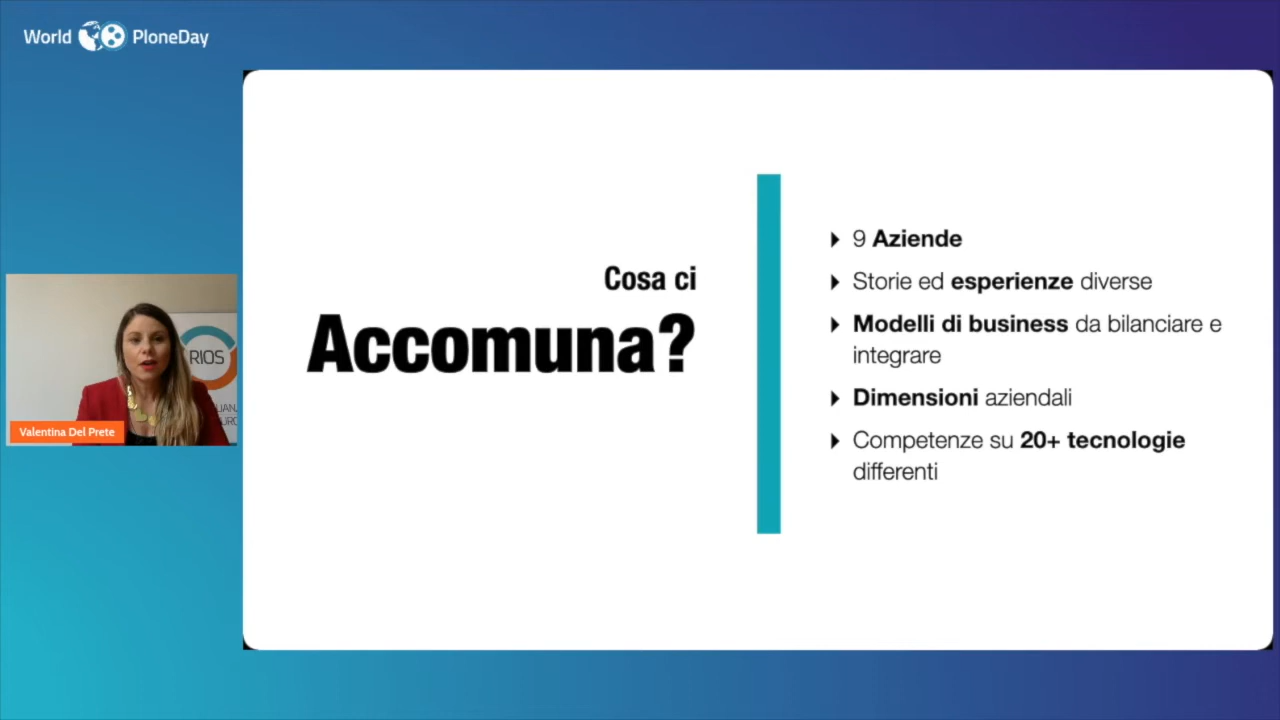 World PloneDay
Cosa ci
Accomuna?
9 Aziende
Storie ed esperienze diverse
Modelli di business da bilanciare e
integrare
Dimensioni aziendali
Competenze su 20+ tecnologie
differenti
RIOS
Valentina Del Prete